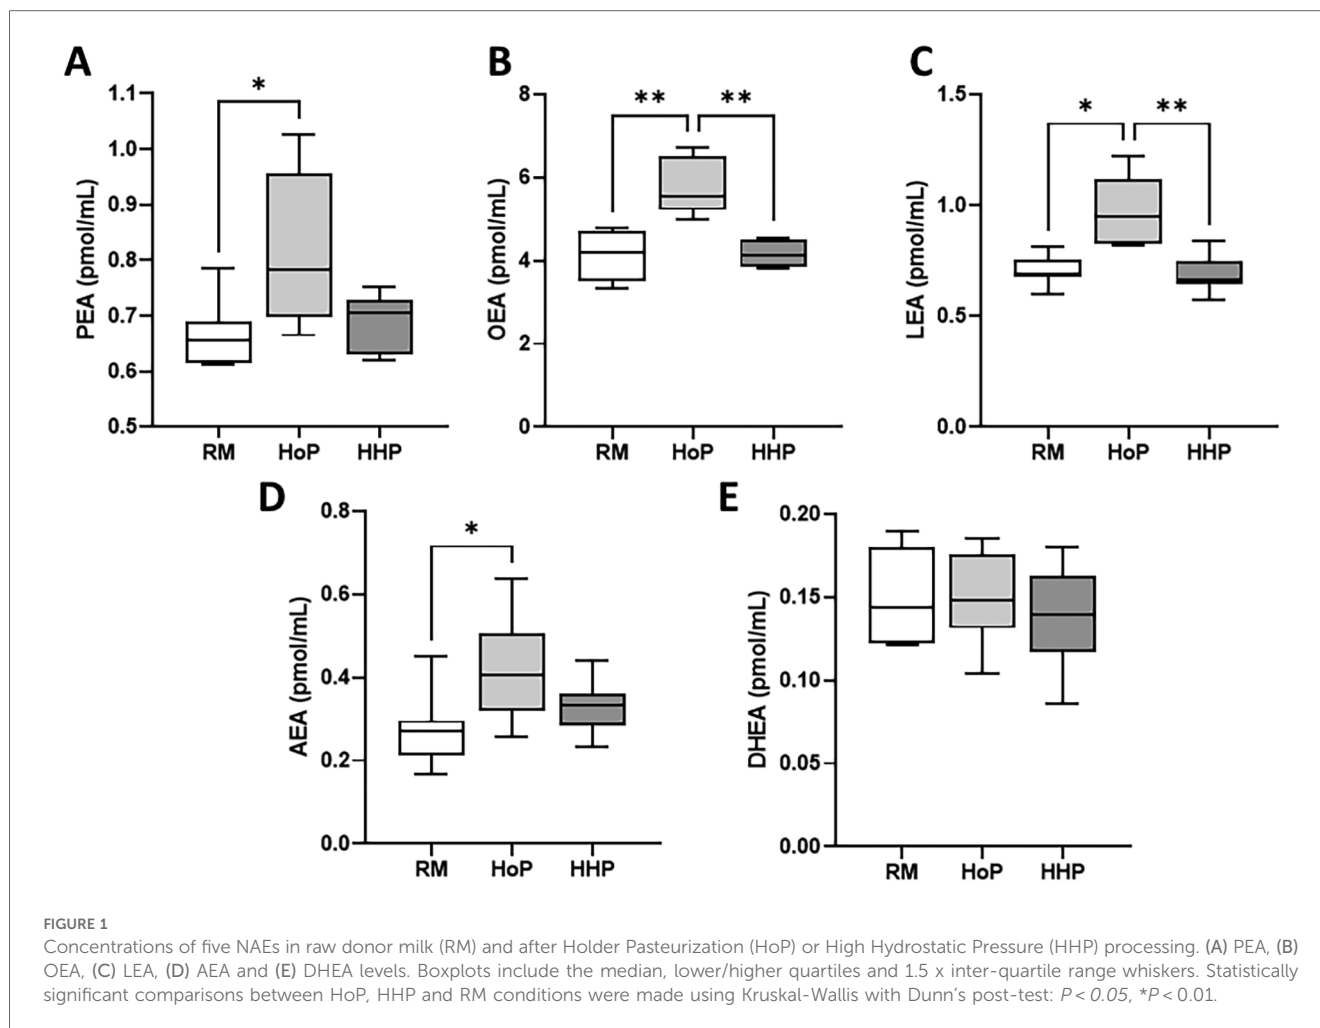 A
*
1.1
1.0
0.9
0.8
0.7
0.6
0.5
PEA (pmol/mL)
RM HoP HHP
B
** **
8
6
4
2
0
OEA (pmol/mL)
RM HoP HHP
C
* **
1.5
1.0
0.5
0.0
LEA (pmol/mL)
RM HoP HHP
D
*
0.8
0.6
0.4
0.2
0.0
AEA (pmol/mL)
RM HoP HHP
E
0.20
0.15
0.10
0.05
0.00
DHEA (pmol/mL)
RM HoP HHP
FIGURE 1
Concentrations of five NAEs in raw donor milk (RM) and after Holder Pasteurization (HoP) or High Hydrostatic Pressure (HHP) processing. (A) PEA, (B)
OEA, (C) LEA, (D) AEA and (E) DHEA levels. Boxplots include the median, lower/higher quartiles and 1.5 x inter-quartile range whiskers. Statistically
significant comparisons between HoP, HHP and RM conditions were made using Kruskal-Wallis with Dunn's post-test: P < 0.05, *P < 0.01.